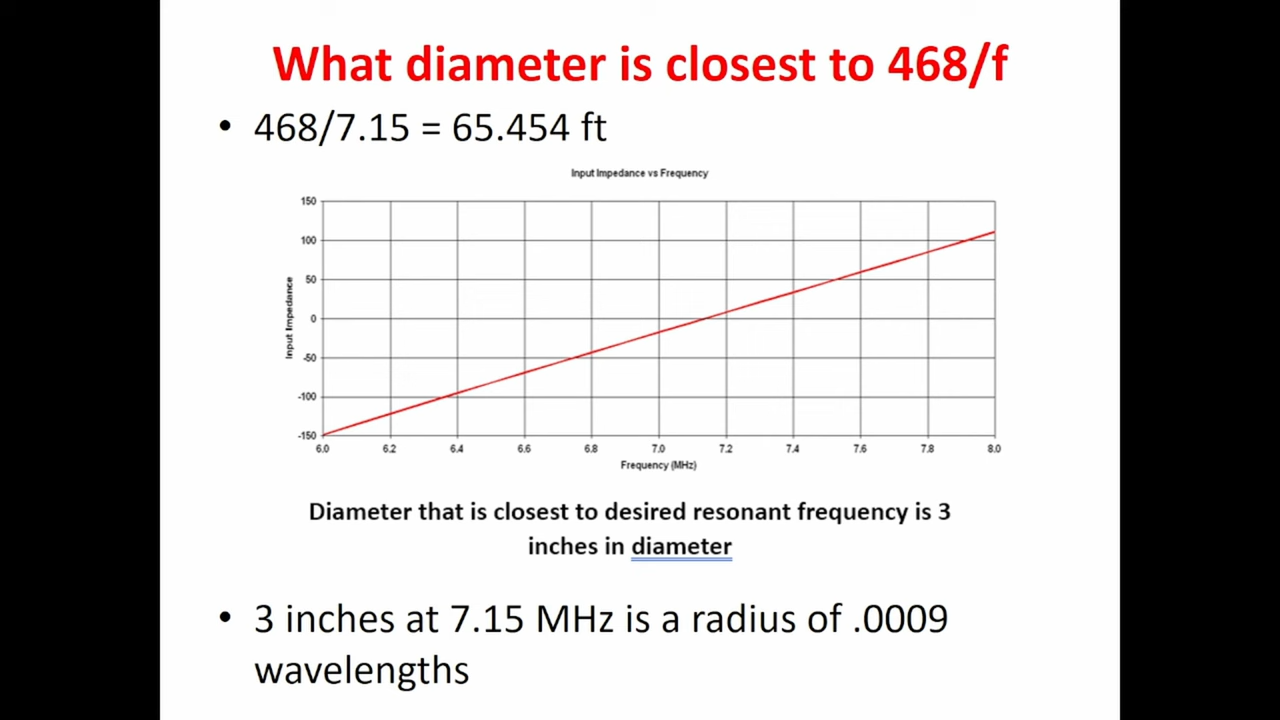 What diameter is closest to 468/f
• 468/7.15 = 65.454 ft
Input Impedance vs Frequency
150
100
50
0
-50
-100
-150
Input Impedance
6.0 6.2 6.4 6.6 6.8 7.0 7.2 7.4 7.6 7.8 8.0
Frequency (MHz)
Diameter that is closest to desired resonant frequency is 3
inches in diameter
• 3 inches at 7.15 MHz is a radius of .0009
wavelengths